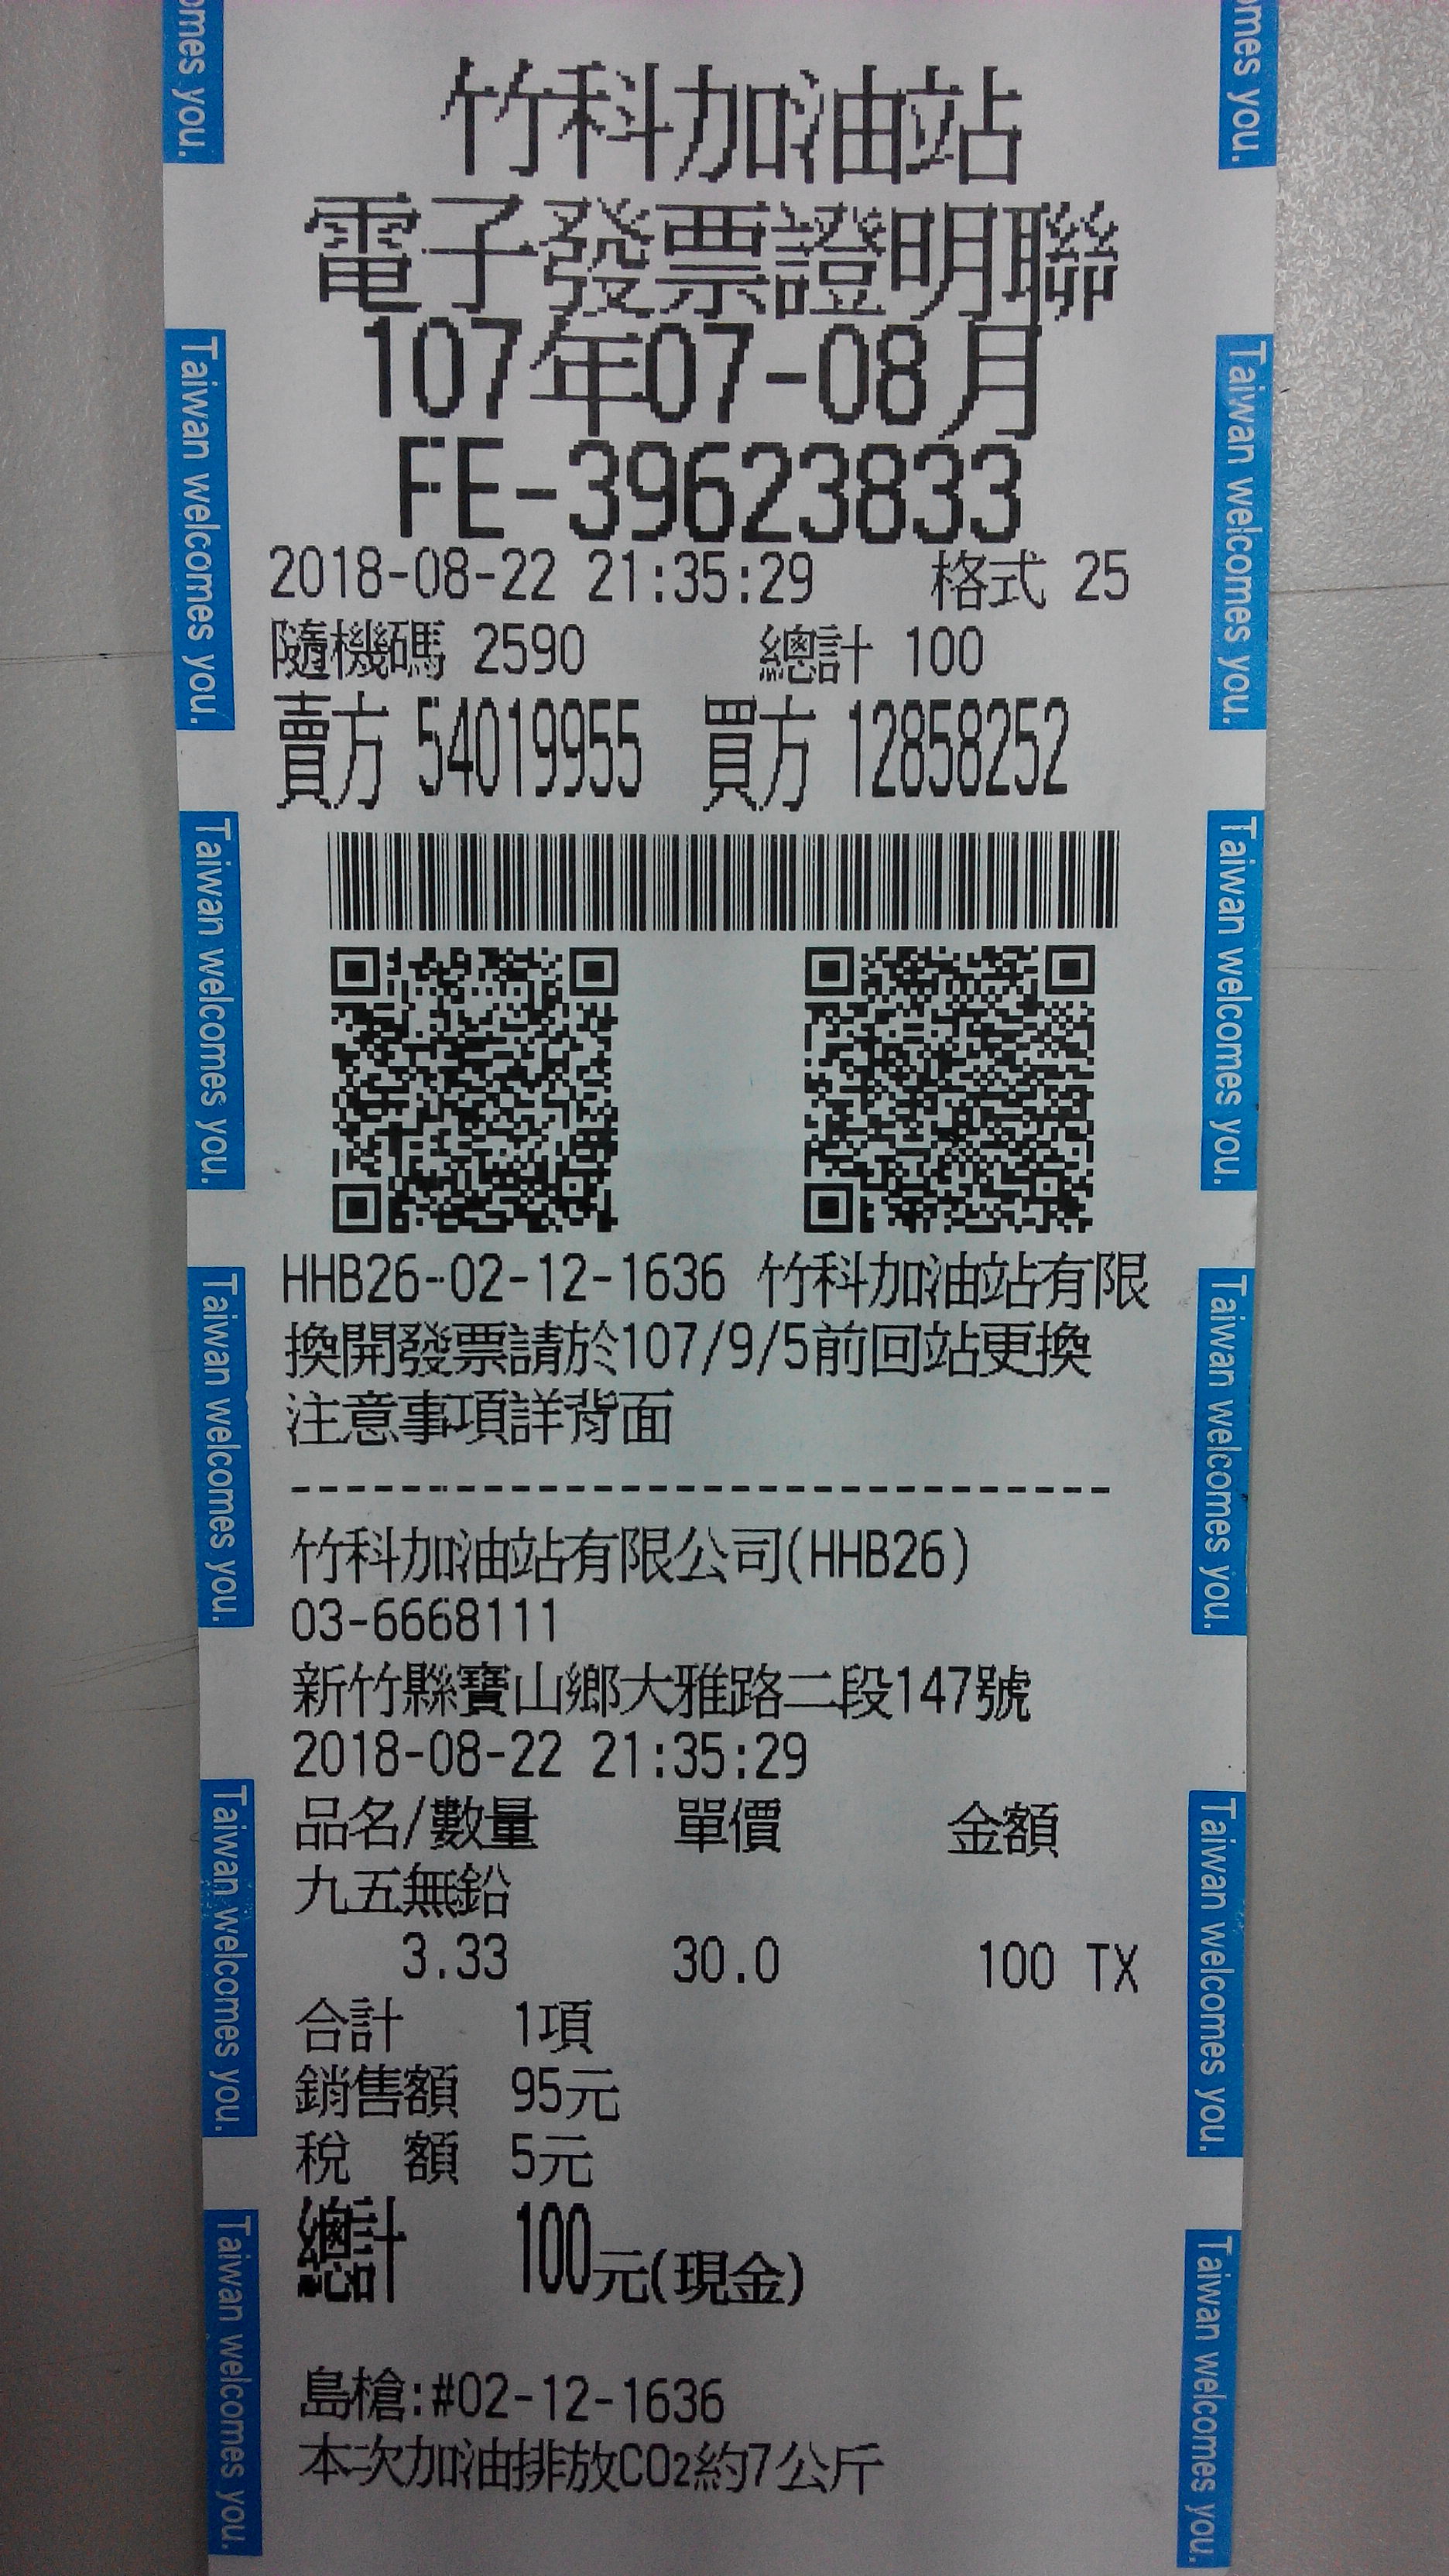 竹科加油站
電子發票證明聯
107年07-08月
FE-39623833
2018-08-22 21:35:29 格式 25
隨機碼 2590 總計 100
賣方 54019955 買方 12858252
HHB26-02-12-1636 竹科加油站有限
換開發票請於107/9/5前回站更換
注意事項詳背面
------------------------------
竹科加油站有限公司(HHB26)
03-6668111
新竹縣寶山鄉大雅路二段147號
2018-08-22 21:35:29
品名/數量 單價 金額
九五無鉛
3.33 30.0 100 TX
合計 1項
銷售額 95元
稅 額 5元
總計 100元(現金)
島槍:#02-12-1636
本次加油排放CO2約7公斤
omes you.
Taiwan welcomes you.
Taiwan welcomes you.
Taiwan welcomes you.
Taiwan welcomes you.
Taiwan welcomes you.
omes you.
Taiwan welcomes you.
Taiwan welcomes you.
Taiwan welcomes you.
Taiwan welcomes you.
Taiwan welcomes you.